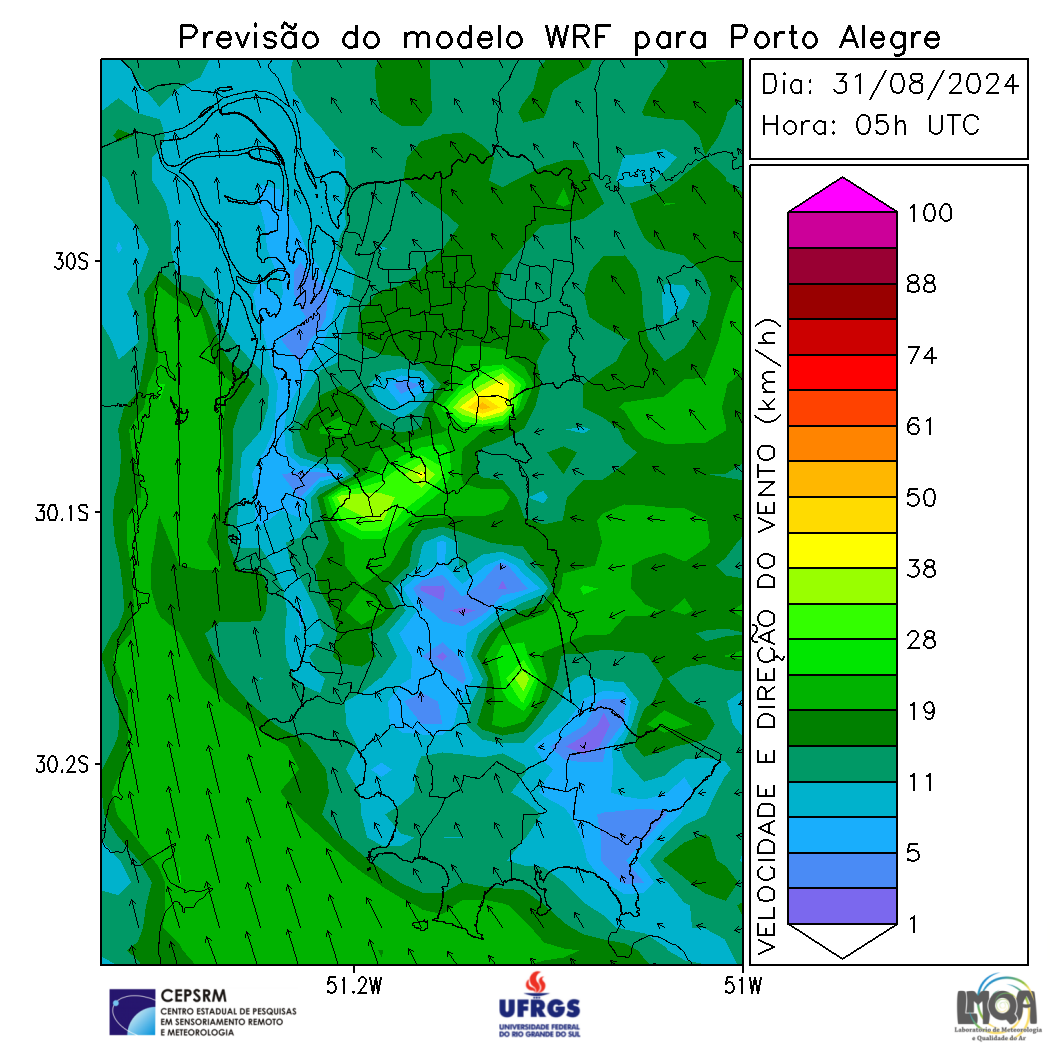 Previsão do modelo WRF para Porto Alegre
Dia: 31/08/2024
Hora: 05h UTC
30S
30.1S
30.2S
51.2W
51W
VELOCIDADE E DIREÇÃO DO VENTO (km/h)
100
88
74
61
50
38
28
19
11
5
1
CEPSRM
CENTRO ESTADUAL DE PESQUISAS
EM SENSORIAMENTO REMOTO
E METEOROLOGIA
UFRGS
UNIVERSIDADE FEDERAL
DO RIO GRANDE DO SUL
LMQA
Laboratório de Meteorologia
e Qualidade do Ar